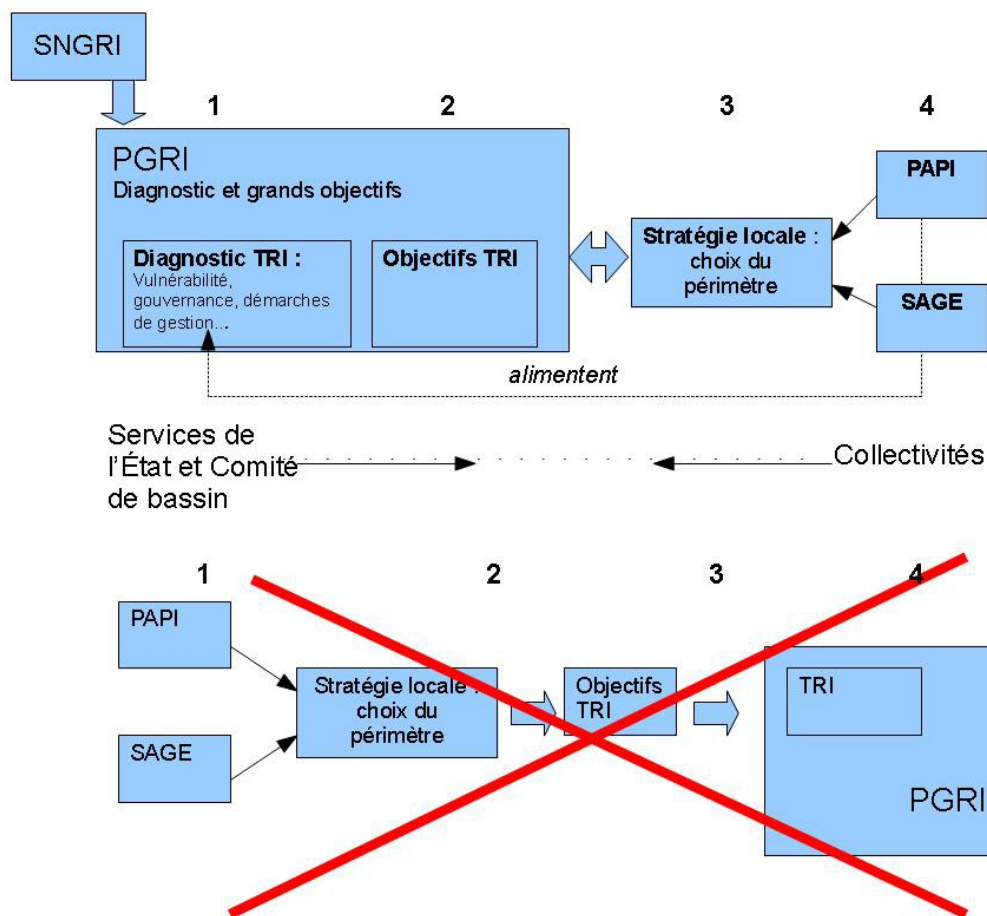 SNGRI
1
2
3
4
PGRI
Diagnostic et grands objectifs
Diagnostic TRI :
Vulnérabilité,
gouvernance, démarches
de gestion...
Objectifs TRI
Stratégie locale :
choix du
périmètre
PAPI
SAGE
alimentent
Services de
l'État et Comité
de bassin
Collectivités
1
2
3
4
PAPI
SAGE
Stratégie locale :
choix du
périmètre
Objectifs
TRI
TRI
PGRI